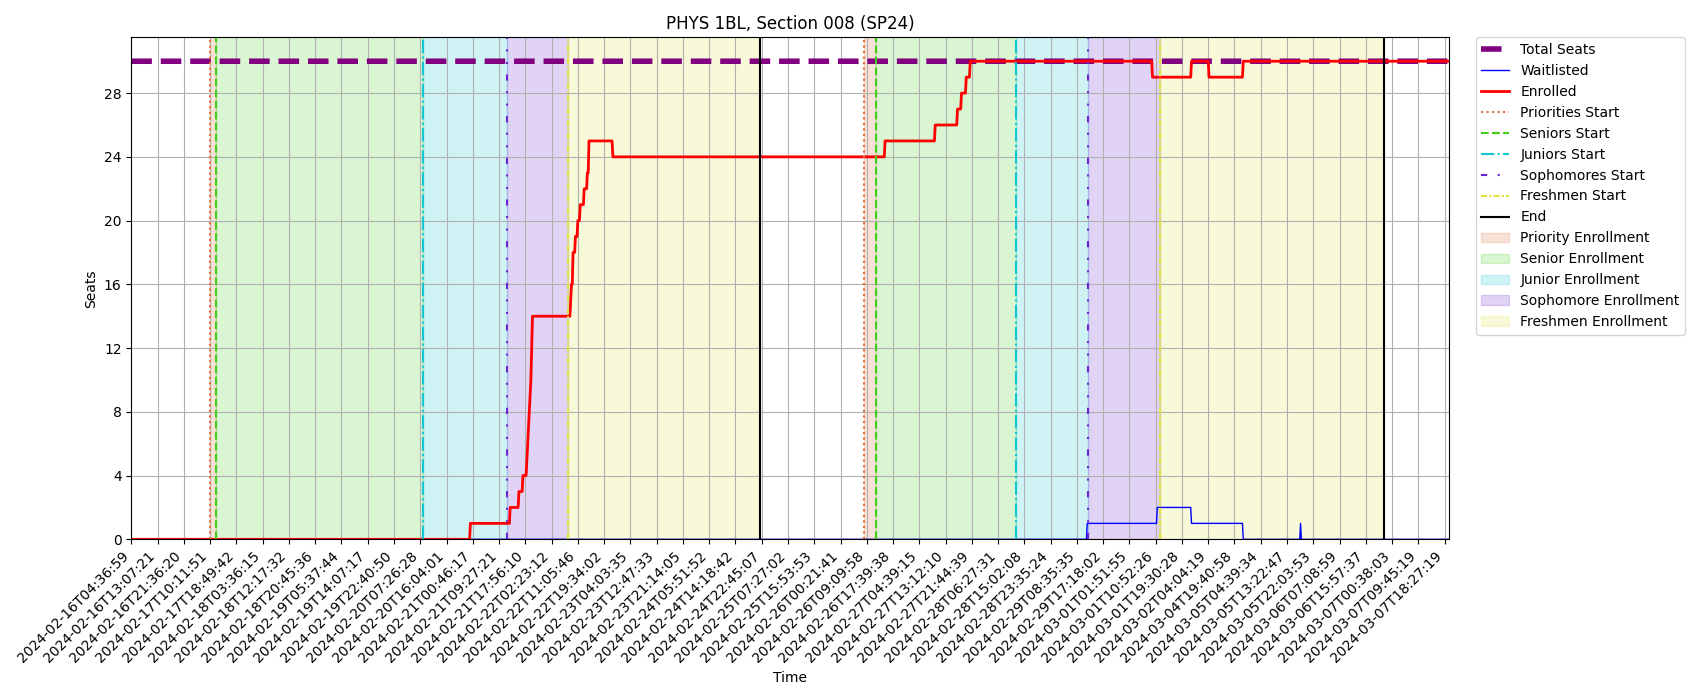 PHYS 1BL, Section 008 (SP24)
Total Seats
Waitlisted
Enrolled
Priorities Start
Seniors Start
Juniors Start
Sophomores Start
Freshmen Start
End
Priority Enrollment
Senior Enrollment
Junior Enrollment
Sophomore Enrollment
Freshmen Enrollment
Seats
28
24
20
16
12
8
4
0
2024-02-16T04:36:59
2024-02-16T13:07:21
2024-02-16T21:36:20
2024-02-17T10:11:51
2024-02-17T18:49:42
2024-02-18T03:36:15
2024-02-18T12:17:32
2024-02-18T20:45:36
2024-02-19T05:37:44
2024-02-19T14:07:17
2024-02-19T22:40:50
2024-02-20T07:26:28
2024-02-20T16:04:01
2024-02-21T00:46:17
2024-02-21T09:27:21
2024-02-21T17:56:10
2024-02-22T02:23:12
2024-02-22T11:05:46
2024-02-22T19:34:02
2024-02-23T04:03:35
2024-02-23T12:47:33
2024-02-23T21:14:05
2024-02-24T05:51:52
2024-02-24T14:18:42
2024-02-24T22:45:07
2024-02-25T07:27:02
2024-02-25T15:53:53
2024-02-26T00:21:41
2024-02-26T09:09:58
2024-02-26T17:39:38
2024-02-27T04:39:15
2024-02-27T13:12:10
2024-02-27T21:44:39
2024-02-28T06:27:31
2024-02-28T15:02:08
2024-02-28T23:35:24
2024-02-29T08:35:35
2024-02-29T17:18:02
2024-03-01T01:51:55
2024-03-01T10:52:26
2024-03-01T19:30:28
2024-03-02T04:04:19
2024-03-04T19:40:58
2024-03-05T04:39:34
2024-03-05T13:22:47
2024-03-05T22:03:53
2024-03-06T07:08:59
2024-03-06T15:57:37
2024-03-07T00:38:03
2024-03-07T09:45:19
2024-03-07T18:27:19
Time